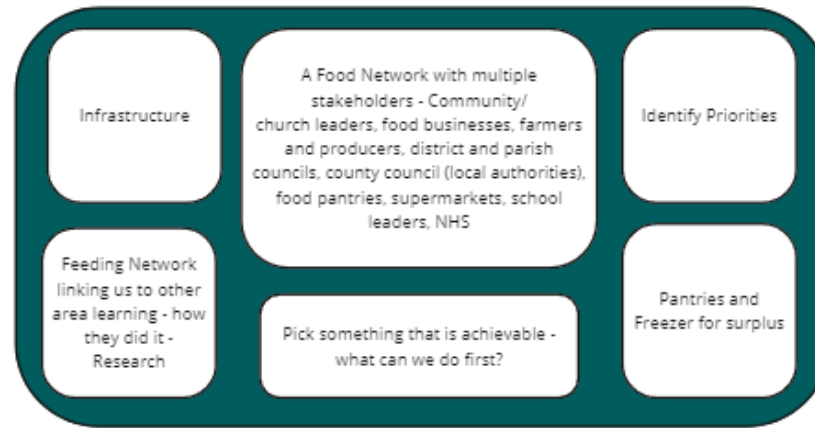 Infrastructure
A Food Network with multiple
stakeholders - Community/
church leaders, food businesses, farmers
and producers, district and parish
councils, county council (local authorities),
food pantries, supermarkets, school
leaders, NHS
Identify Priorities
Feeding Network
linking us to other
area learning - how
they did it -
Research
Pick something that is achievable -
what can we do first?
Pantries and
Freezer for surplus